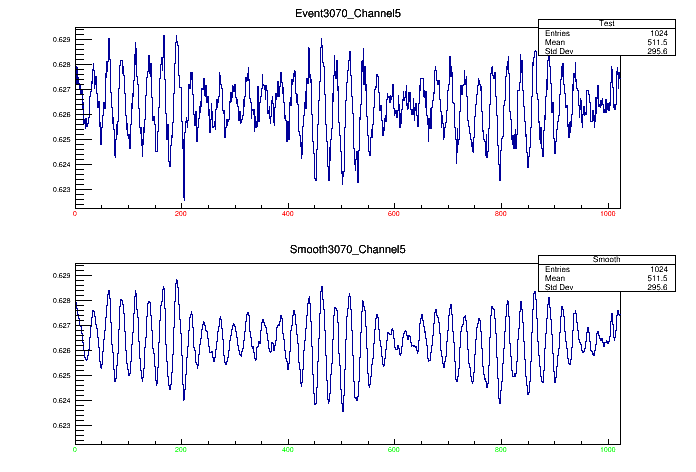 Event3070_Channel5
Test
Entries 1024
Mean 511.5
Std Dev 295.6
0.629
0.628
0.627
0.626
0.625
0.624
0.623
0 200 400 600 800 1000
Smooth3070_Channel5
Smooth
Entries 1024
Mean 511.5
Std Dev 295.6
0.629
0.628
0.627
0.626
0.625
0.624
0.623
0 200 400 600 800 1000